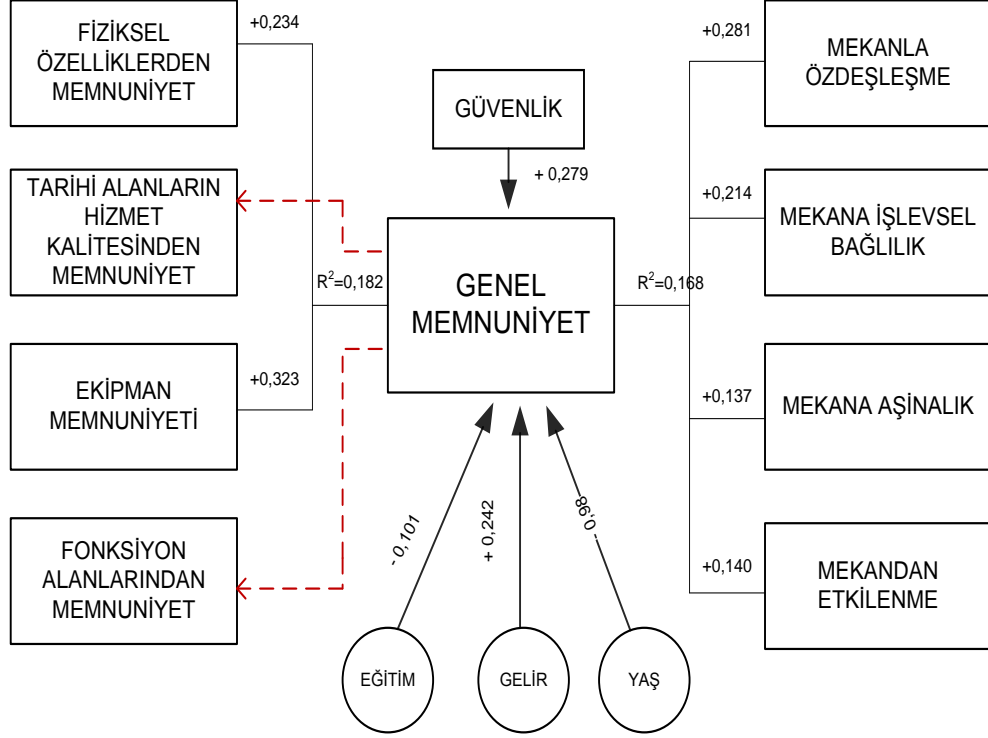 FİZİKSEL
ÖZELLİKLERDEN
MEMNUNİYET
+0,234
TARİHİ ALANLARIN
HİZMET
KALİTESİNDEN
MEMNUNİYET
R²=0,182
EKİPMAN
MEMNUNİYETİ
+0,323
FONKSİYON
ALANLARINDAN
MEMNUNİYET
GÜVENLİK
+ 0,279
GENEL
MEMNUNİYET
- 0,101
+ 0,242
- 0,98
EĞİTİM
GELİR
YAŞ
R²=0,168
+0,281
MEKANLA
ÖZDEŞLEŞME
+0,214
MEKANA İŞLEVSEL
BAĞLILIK
+0,137
MEKANA AŞİNALIK
+0,140
MEKANDAN
ETKİLENME